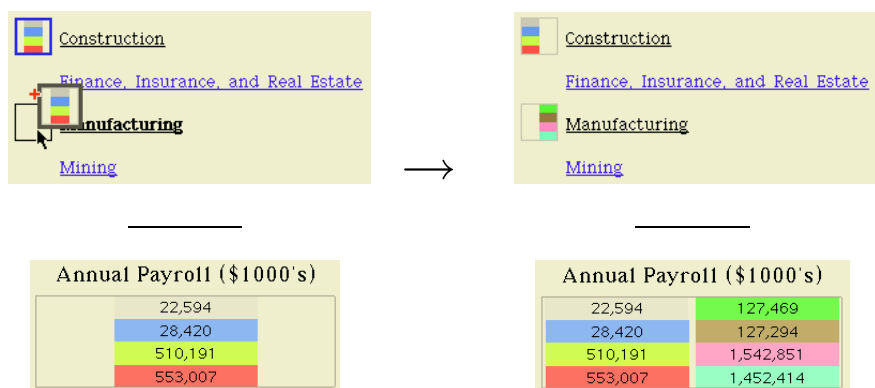 Construction
Finance, Insurance, and Real Estate
Manufacturing
Mining
→
Construction
Finance, Insurance, and Real Estate
Manufacturing
Mining
Annual Payroll ($1000's)
22,594
28,420
510,191
553,007
Annual Payroll ($1000's)
22,594 127,469
28,420 127,294
510,191 1,542,851
553,007 1,452,414